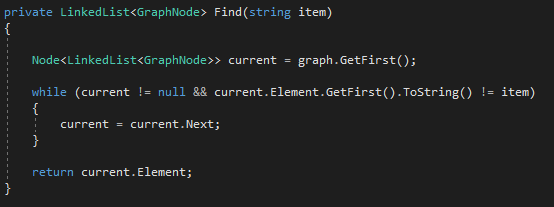 private LinkedList<GraphNode> Find(string item)
{
Node<LinkedList<GraphNode>> current = graph.GetFirst();
while (current != null && current.Element.GetFirst().ToString() != item)
{
current = current.Next;
}
return current.Element;
}